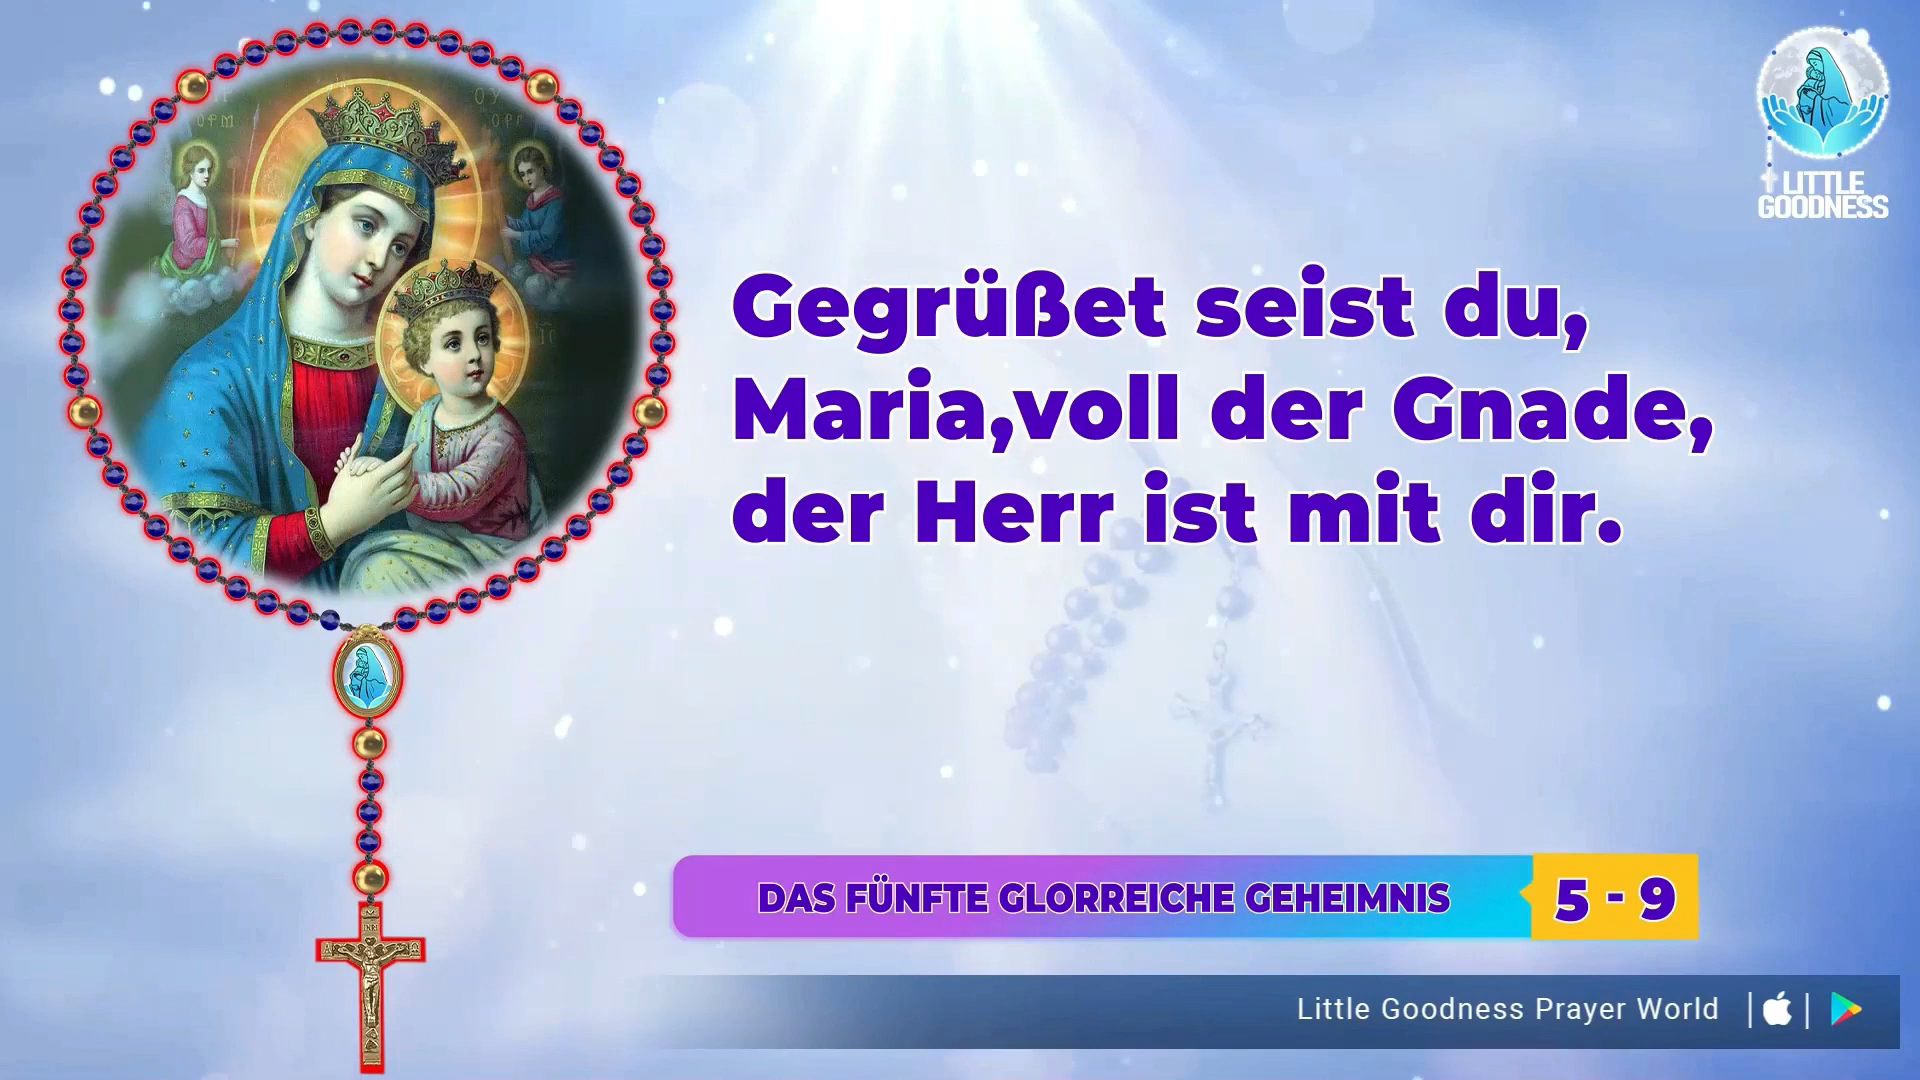 LITTLE
GOODNESS
Gegrüßet seist du,
Maria,voll der Gnade,
der Herr ist mit dir.
DAS FÜNFTE GLORREICHE GEHEIMNIS
5 - 9
Little Goodness Prayer World
INRI